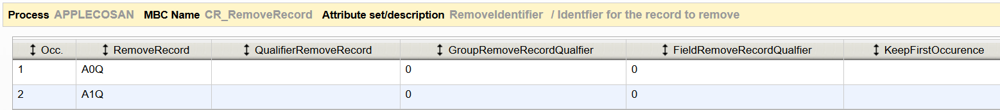 Process APPLECOSAN MBC Name CR_RemoveRecord Attribute set/description RemoveIdentifier / Identfier for the record to remove
Occ. RemoveRecord QualifierRemoveRecord GroupRemoveRecordQualfier FieldRemoveRecordQualfier KeepFirstOccurence
1 A0Q 0 0
2 A1Q 0 0